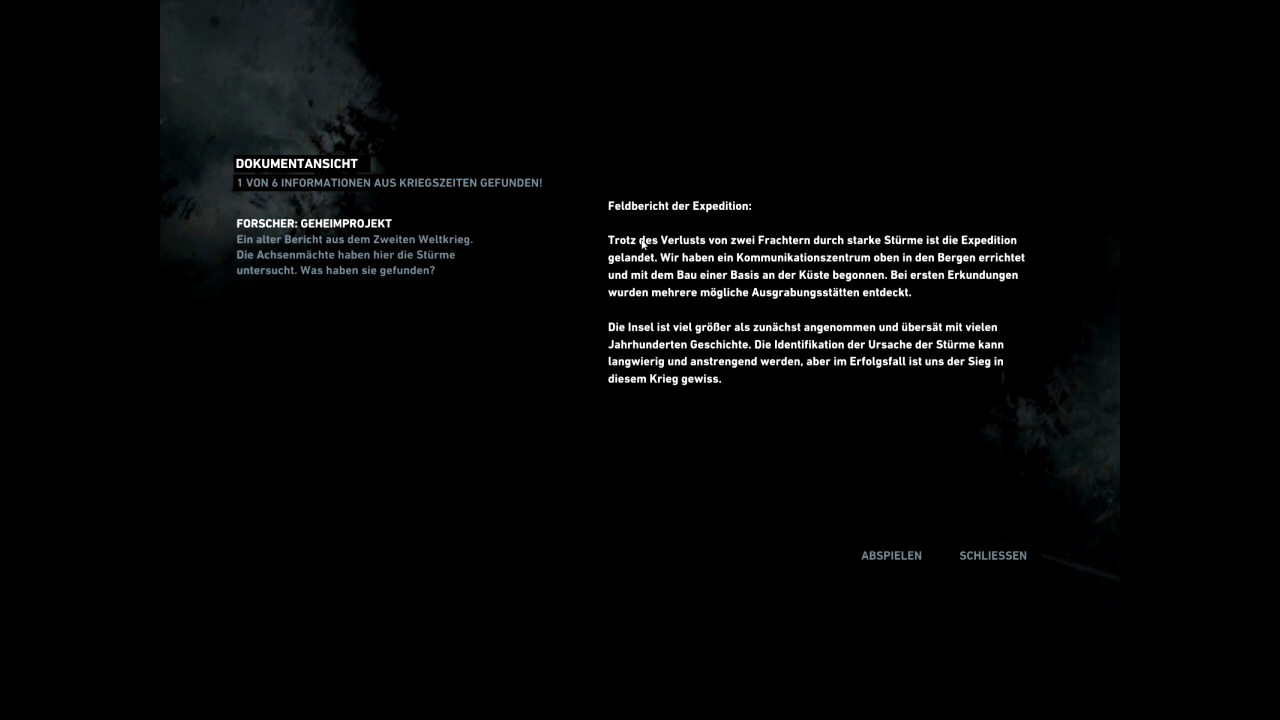 DOKUMENTANSICHT
1 VON 6 INFORMATIONEN AUS KRIEGSZEITEN GEFUNDEN!
FORSCHER: GEHEIMPROJEKT
Ein alter Bericht aus dem Zweiten Weltkrieg.
Die Achsenmächte haben hier die Stürme
untersucht. Was haben sie gefunden?
Feldbericht der Expedition:
Trotz des Verlusts von zwei Frachtern durch starke Stürme ist die Expedition
gelandet. Wir haben ein Kommunikationszentrum oben in den Bergen errichtet
und mit dem Bau einer Basis an der Küste begonnen. Bei ersten Erkundungen
wurden mehrere mögliche Ausgrabungsstätten entdeckt.
Die Insel ist viel größer als zunächst angenommen und übersät mit vielen
Jahrhunderten Geschichte. Die Identifikation der Ursache der Stürme kann
langwierig und anstrengend werden, aber im Erfolgsfall ist uns der Sieg in
diesem Krieg gewiss.
ABSPIELEN SCHLIESSEN